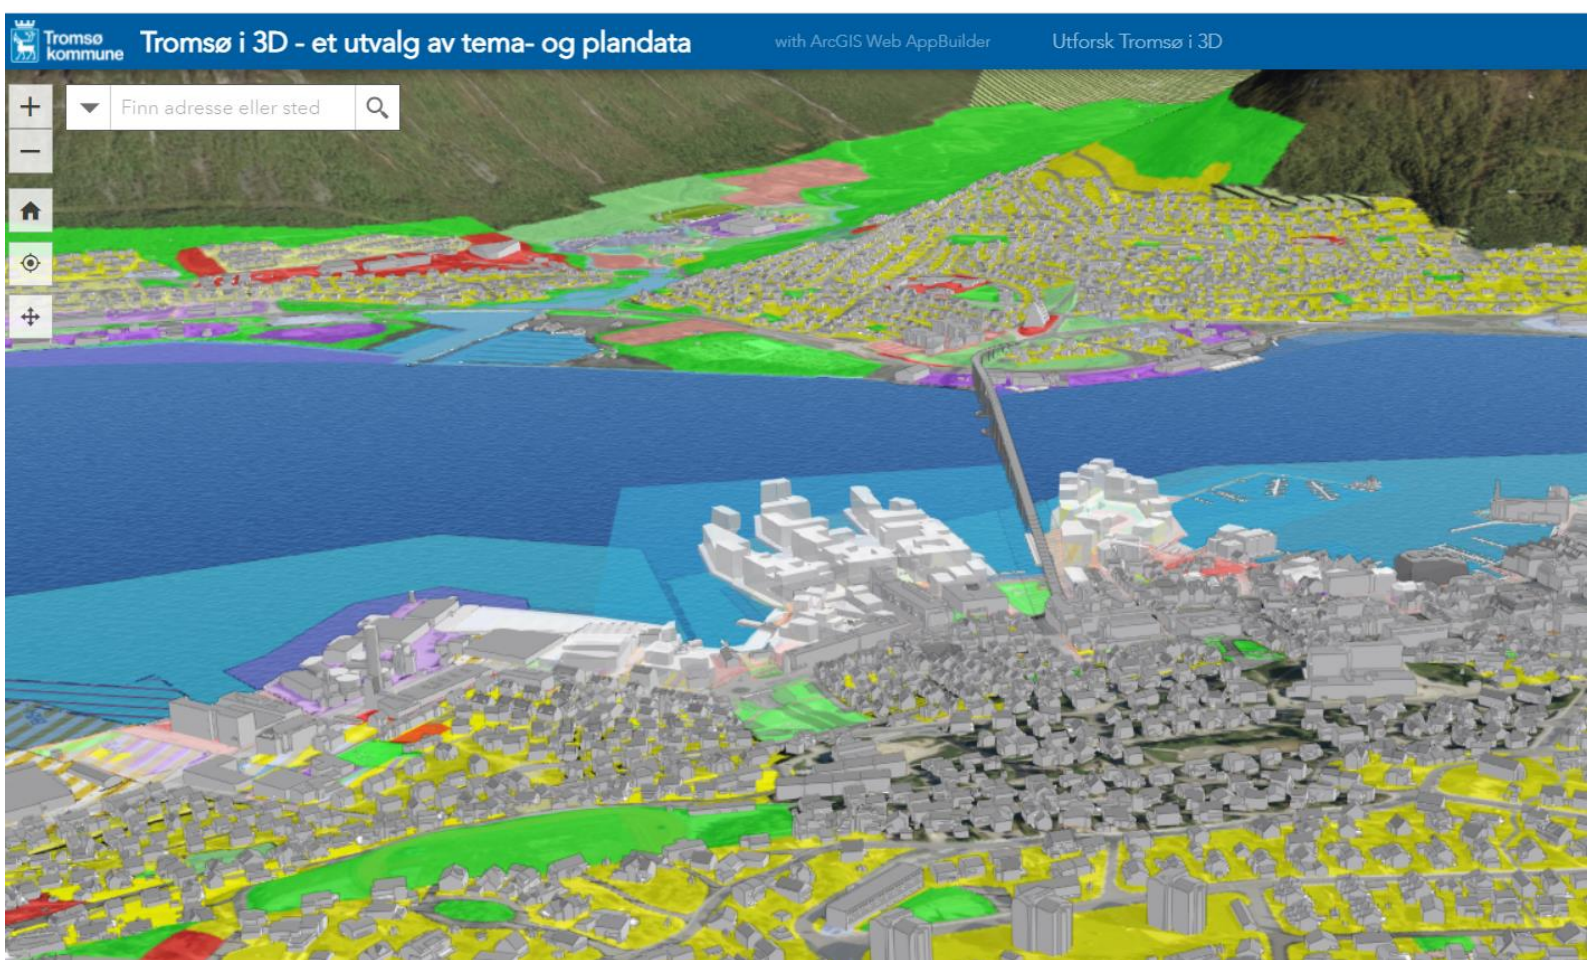 Tromsø
kommune
Tromsø i 3D - et utvalg av tema- og plandata
with ArcGIS Web AppBuilder
Utforsk Tromsø i 3D
Finn adresse eller sted